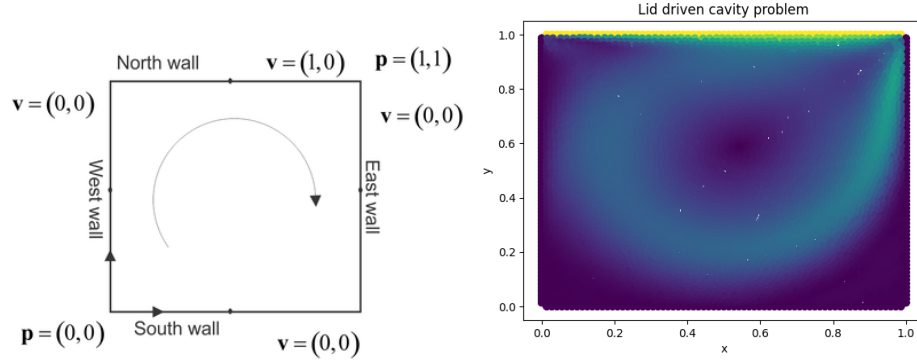 North wall
v = (1,0)
p = (1,1)
v = (0,0)
v = (0,0)
West wall
East wall
p = (0,0)
South wall
v = (0,0)
Lid driven cavity problem
1.0
0.8
0.6
0.4
0.2
0.0
y
0.0 0.2 0.4 0.6 0.8 1.0
x